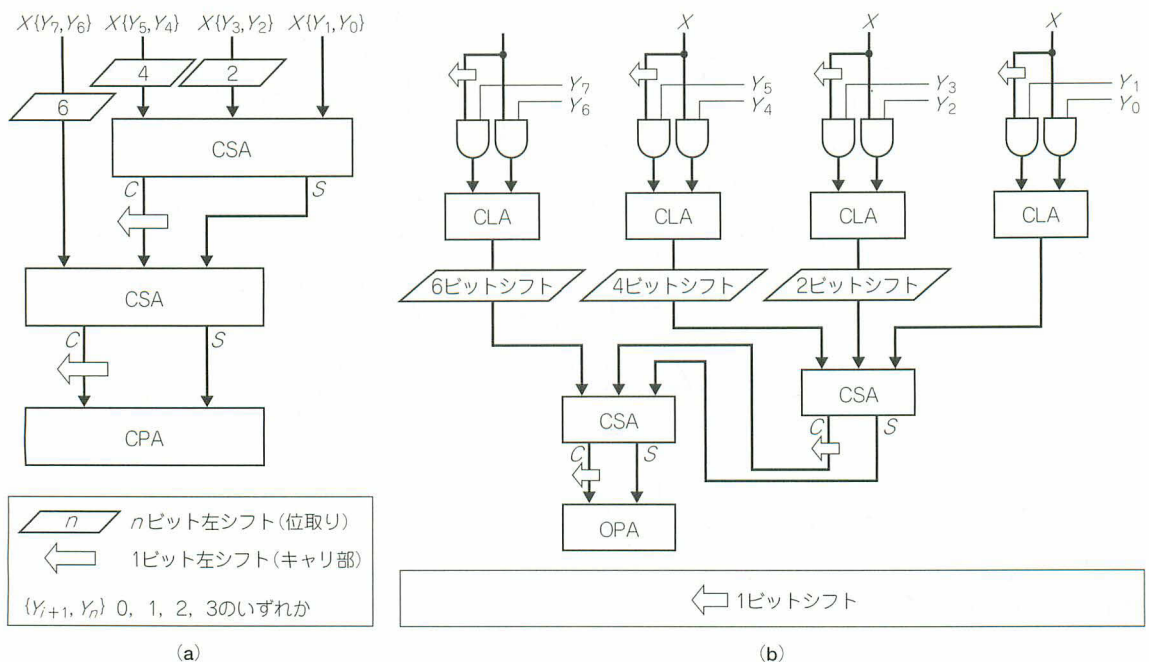 X{Y7, Y6} X{Y5, Y4} X{Y3, Y2} X{Y1, Y0}
4
2
6
CSA
C
S
CSA
C
S
CPA
n nビット左シフト(位取り)
1ビット左シフト(キャリ部)
{Yi+1, Yn} 0, 1, 2, 3のいずれか
(a)
X
X
X
Y7
Y6
Y5
Y4
Y3
Y2
Y1
Y0
CLA
CLA
CLA
CLA
6ビットシフト
4ビットシフト
2ビットシフト
CSA
C
S
CSA
C
S
OPA
1ビットシフト
(b)